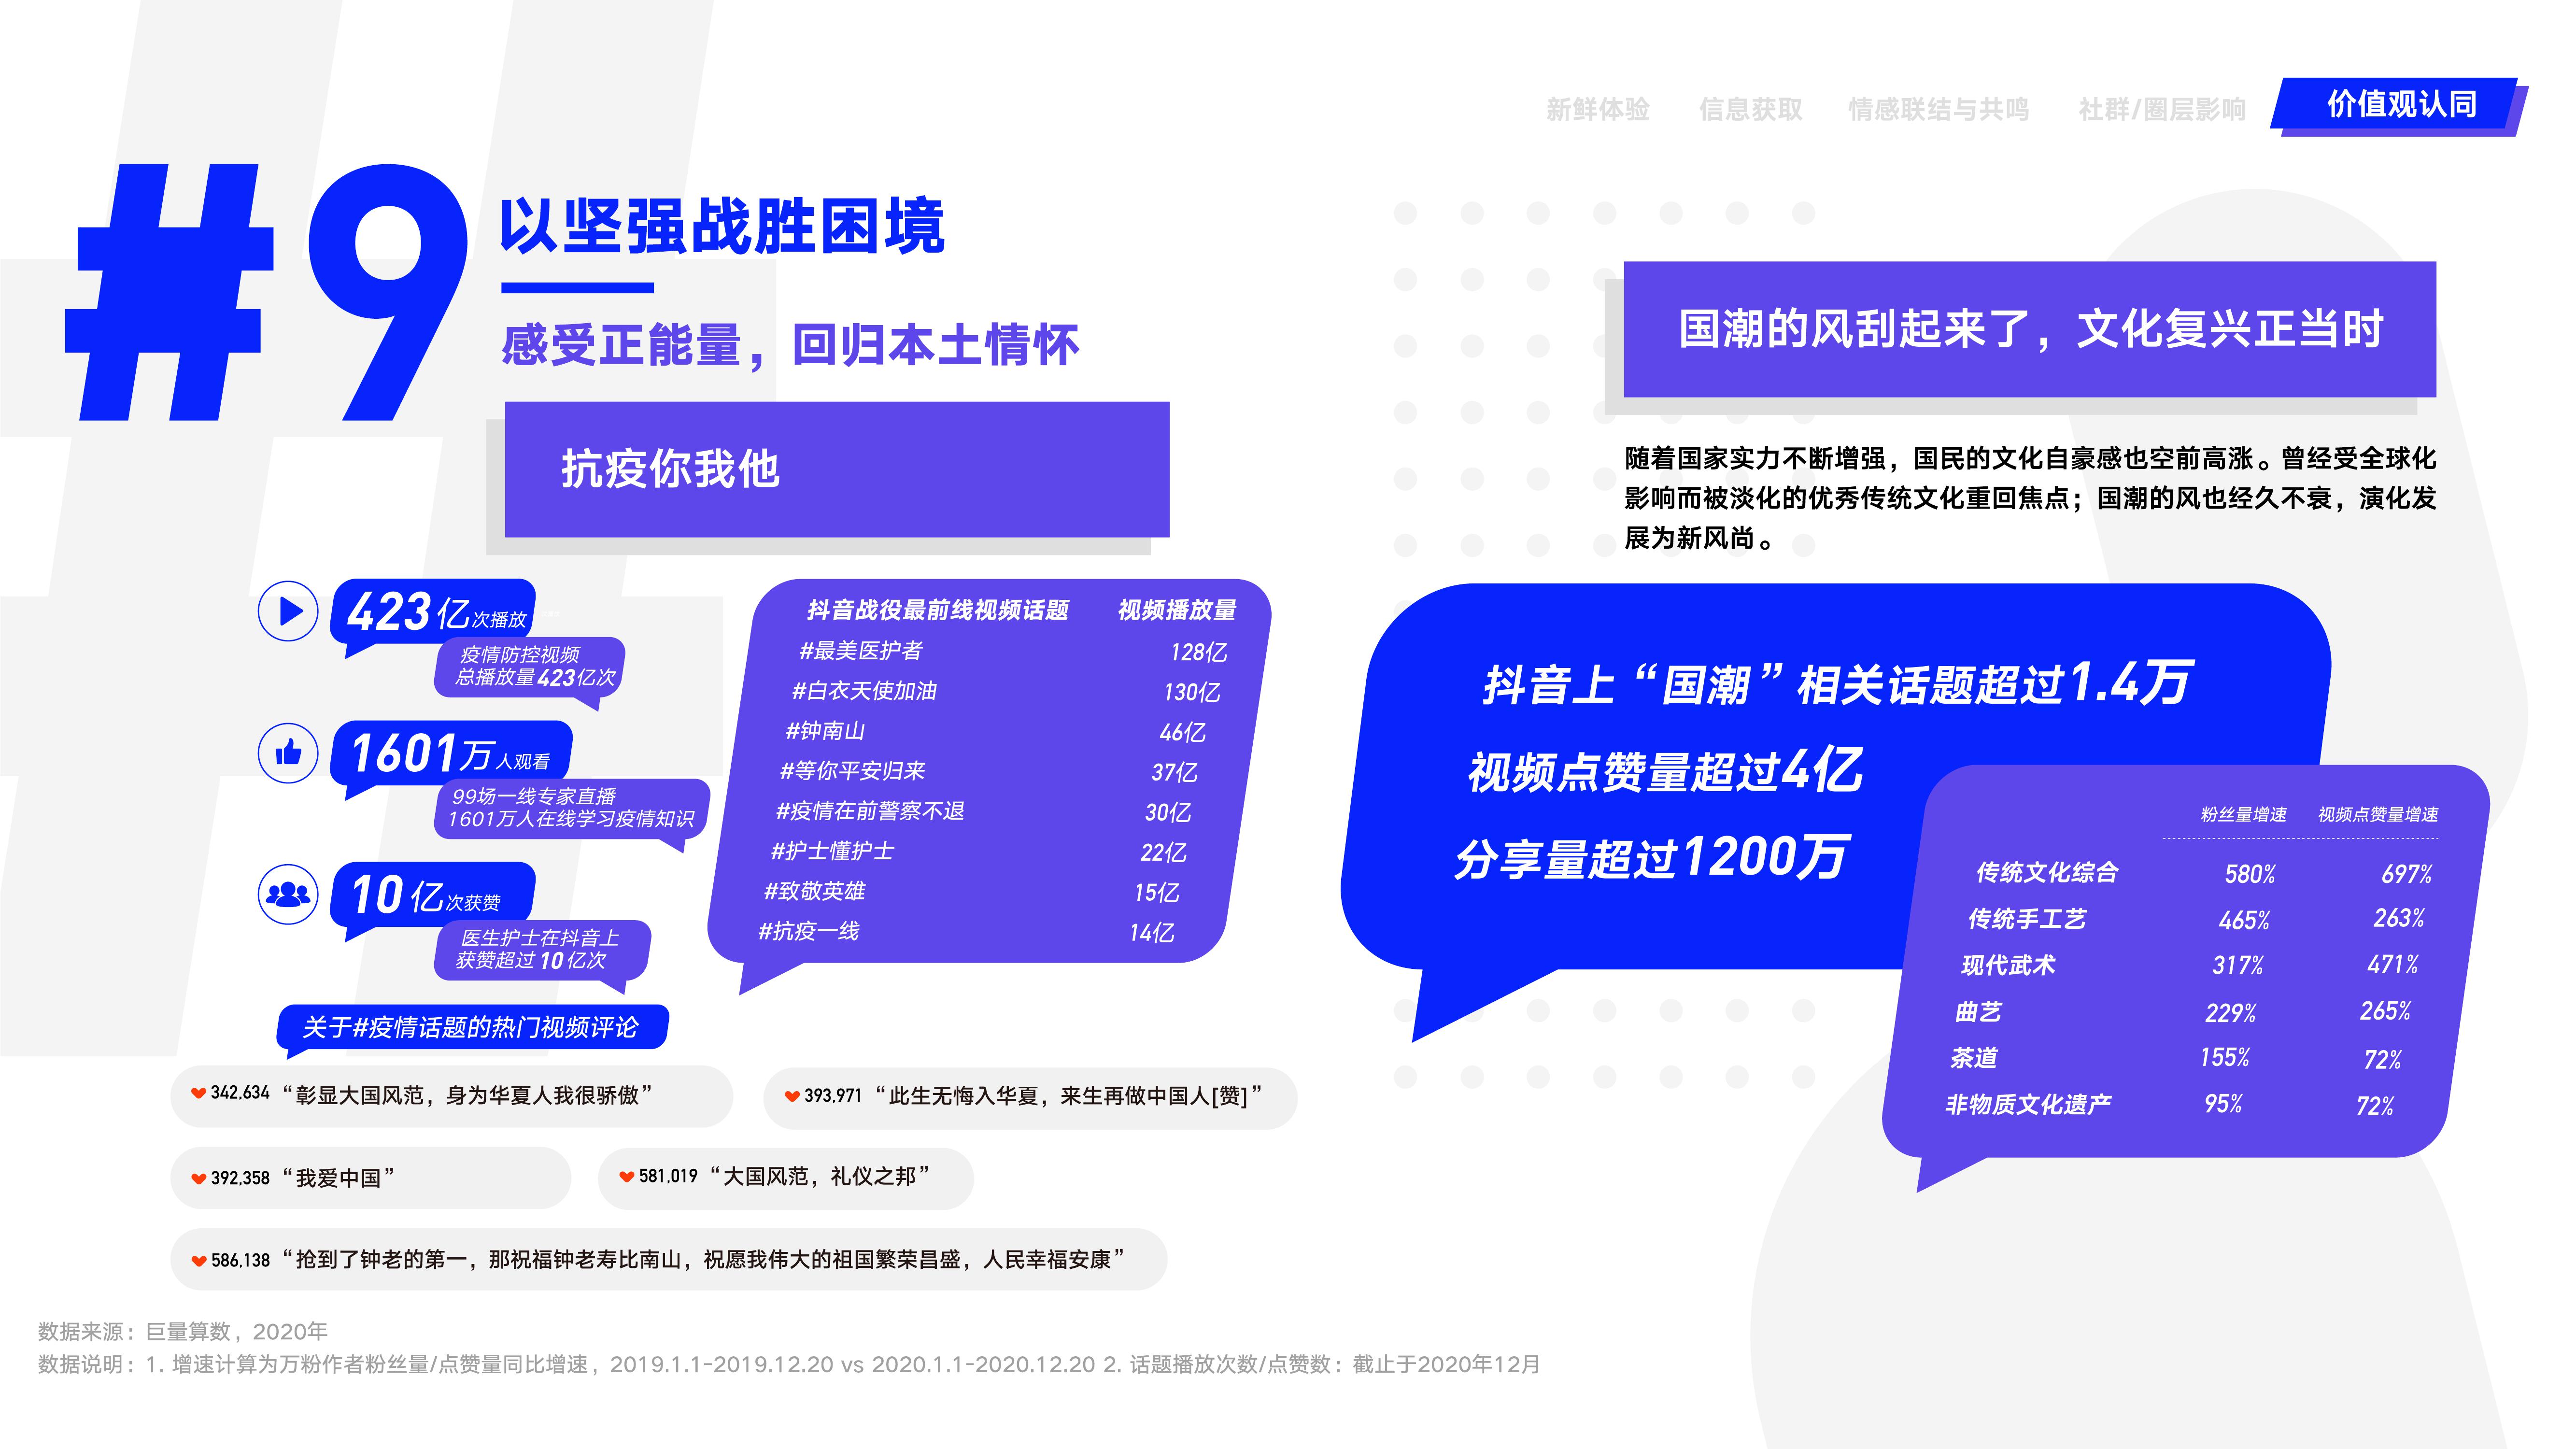 新鲜体验 信息获取 情感联结与共鸣 社群/圈层影响 价值观认同
#9
以坚强战胜困境
感受正能量，回归本土情怀
抗疫你我他
423亿次播放
疫情防控视频
总播放量423亿次
1601万人观看
99场一线专家直播
1601万人在线学习疫情知识
10亿次获赞
医生护士在抖音上
获赞超过10亿次
抖音战役最前线视频话题 视频播放量
#最美医护者 128亿
#白衣天使加油 130亿
#钟南山 46亿
#等你平安归来 37亿
#疫情在前警察不退 30亿
#护士懂护士 22亿
#致敬英雄 15亿
#抗疫一线 14亿
关于#疫情话题的热门视频评论
342,634 “彰显大国风范，身为华夏人我很骄傲”
393,971 “此生无悔入华夏，来生再做中国人[赞]”
392,358 “我爱中国”
581,019 “大国风范，礼仪之邦”
586,138 “抢到了钟老的第一，那祝福钟老寿比南山，祝愿我伟大的祖国繁荣昌盛，人民幸福安康”
国潮的风刮起来了，文化复兴正当时
随着国家实力不断增强，国民的文化自豪感也空前高涨。曾经受全球化
影响而被淡化的优秀传统文化重回焦点；国潮的风也经久不衰，演化发
展为新风尚。
抖音上“国潮”相关话题超过1.4万
视频点赞量超过4亿
分享量超过1200万
粉丝量增速 视频点赞量增速
传统文化综合 580% 697%
传统手工艺 465% 263%
现代武术 317% 471%
曲艺 229% 265%
茶道 155% 72%
非物质文化遗产 95% 72%
数据来源：巨量算数，2020年
数据说明：1. 增速计算为万粉作者粉丝量/点赞量同比增速，2019.1.1-2019.12.20 vs 2020.1.1-2020.12.20 2. 话题播放次数/点赞数：截止于2020年12月